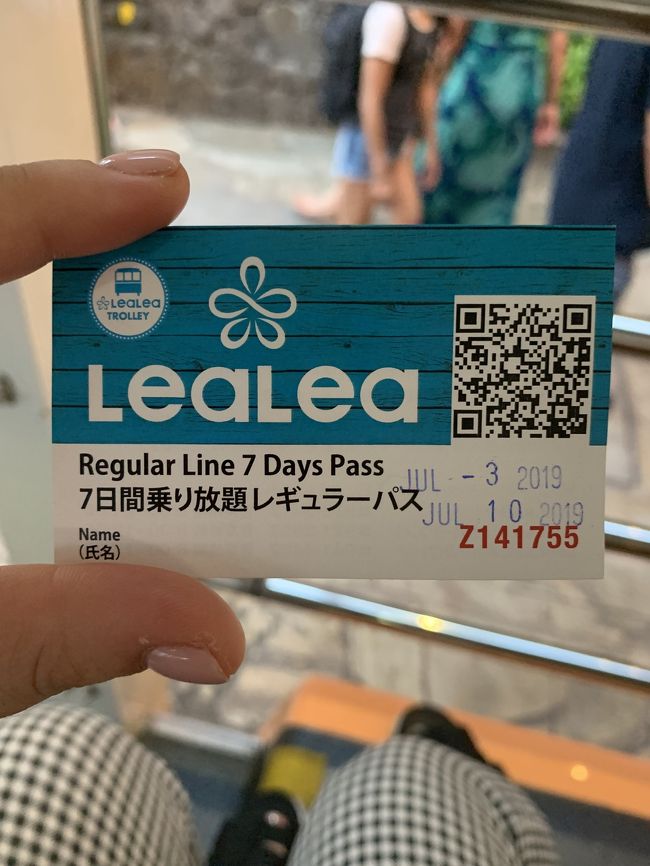 LeaLea
TROLLEY
LeaLea
Regular Line 7 Days Pass
7日間乗り放題レギュラーパス
JUL - 3 2019
JUL 10 2019
Name
(氏名)
Z141755